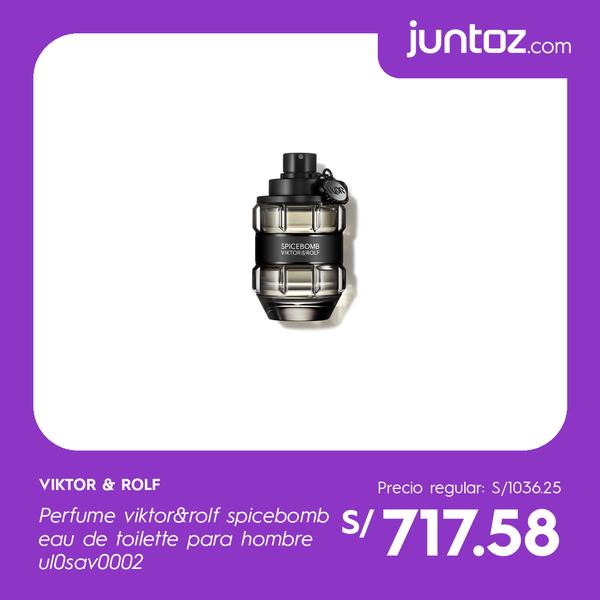 juntoz.com
SPICEBOMB
VIKTOR&ROLF
VIKTOR & ROLF
Precio regular: S/1036.25
Perfume viktor&rolf spicebomb
eau de toilette para hombre
ul0sav0002
S/717.58